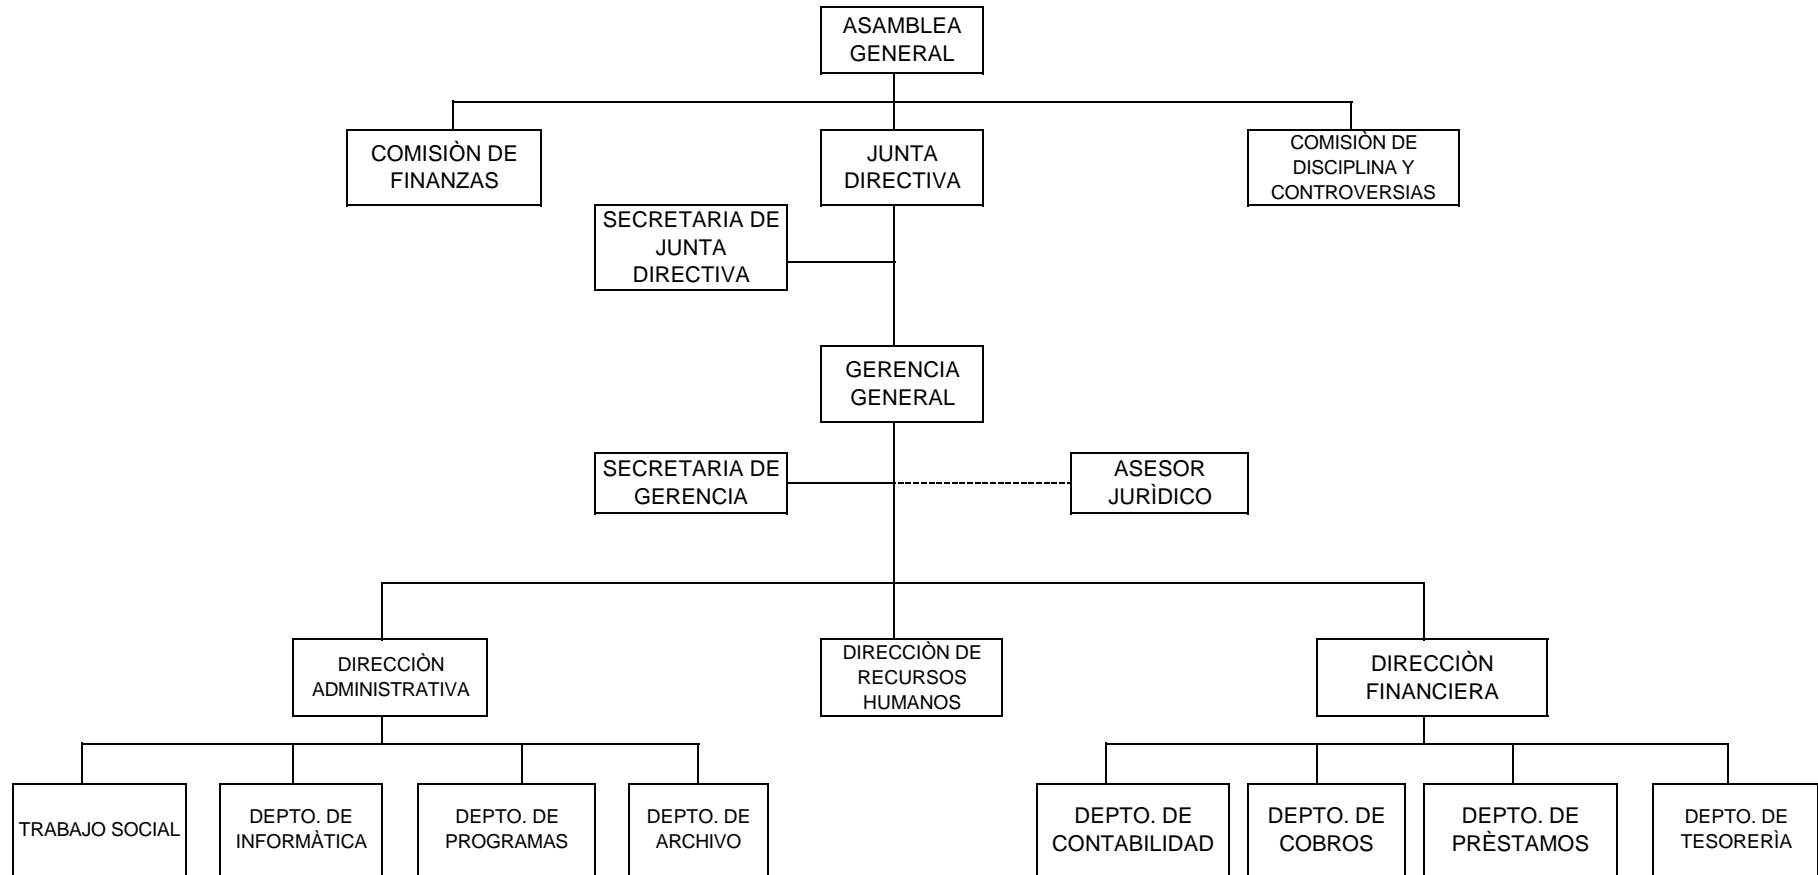 ASAMBLEA
GENERAL
COMISIÒN DE
FINANZAS
JUNTA
DIRECTIVA
COMISIÒN DE
DISCIPLINA Y
CONTROVERSIAS
SECRETARIA DE
JUNTA
DIRECTIVA
GERENCIA
GENERAL
SECRETARIA DE
GERENCIA
ASESOR
JURÌDICO
DIRECCIÒN
ADMINISTRATIVA
DIRECCIÒN DE
RECURSOS
HUMANOS
DIRECCIÒN
FINANCIERA
TRABAJO SOCIAL
DEPTO. DE
INFORMÀTICA
DEPTO. DE
PROGRAMAS
DEPTO. DE
ARCHIVO
DEPTO. DE
CONTABILIDAD
DEPTO. DE
COBROS
DEPTO. DE
PRÈSTAMOS
DEPTO. DE
TESORERÌA